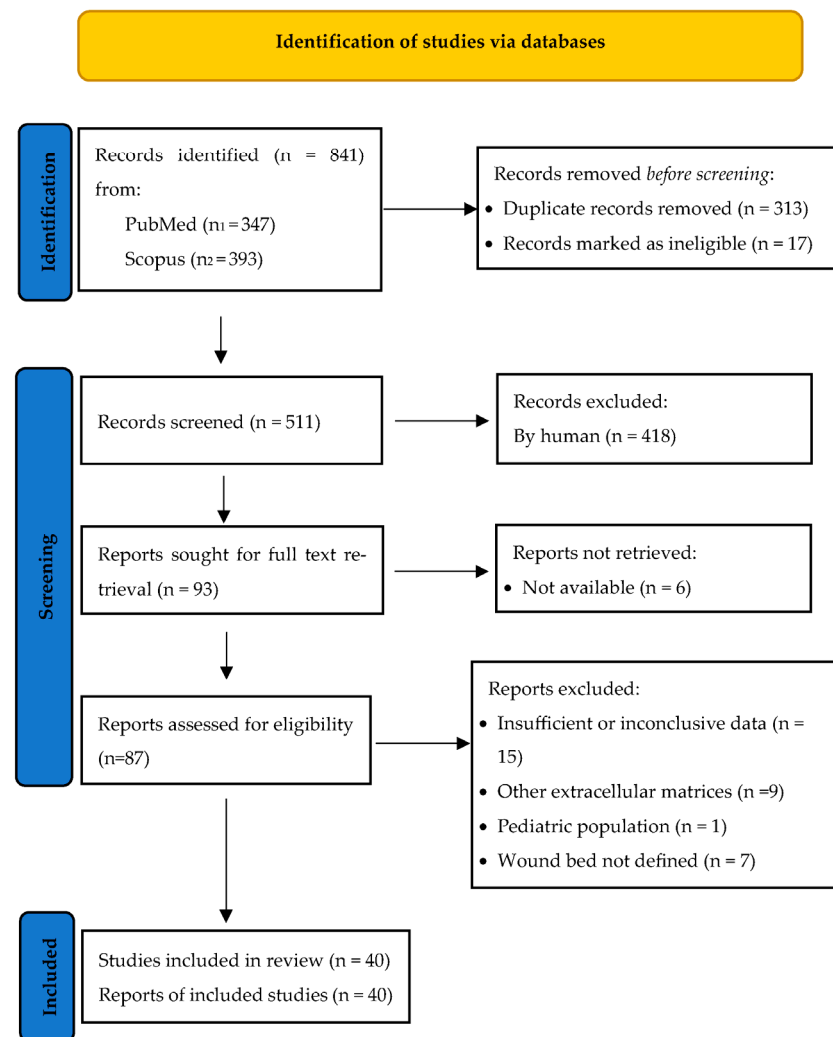 Identification of studies via databases
Identification
Records identified (n = 841)
from:
PubMed (n1 = 347)
Scopus (n2 = 393)
Records removed before screening:
• Duplicate records removed (n = 313)
• Records marked as ineligible (n = 17)
Screening
Records screened (n = 511)
Records excluded:
By human (n = 418)
Reports sought for full text re-
trieval (n = 93)
Reports not retrieved:
• Not available (n = 6)
Reports assessed for eligibility
(n=87)
Reports excluded:
• Insufficient or inconclusive data (n =
15)
• Other extracellular matrices (n =9)
• Pediatric population (n = 1)
• Wound bed not defined (n = 7)
Included
Studies included in review (n = 40)
Reports of included studies (n = 40)